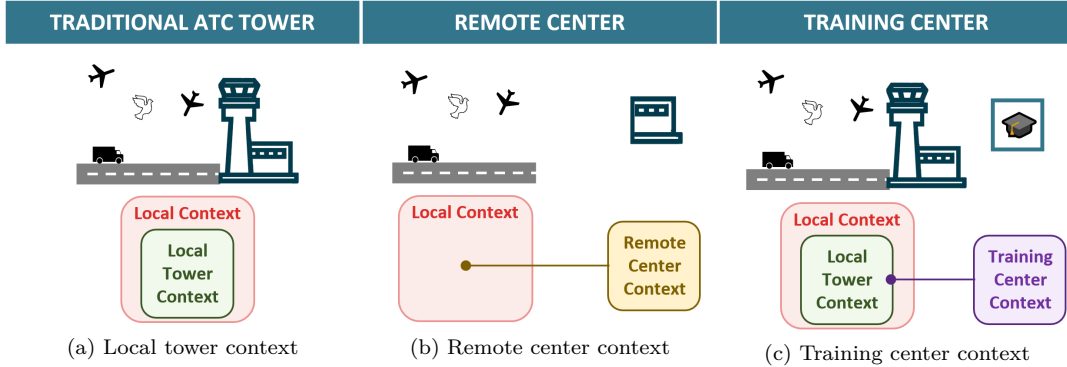 TRADITIONAL ATC TOWER
REMOTE CENTER
TRAINING CENTER
Local Context
Local
Tower
Context
(a) Local tower context
Local Context
Remote
Center
Context
(b) Remote center context
Local Context
Local
Tower
Context
Training
Center
Context
(c) Training center context